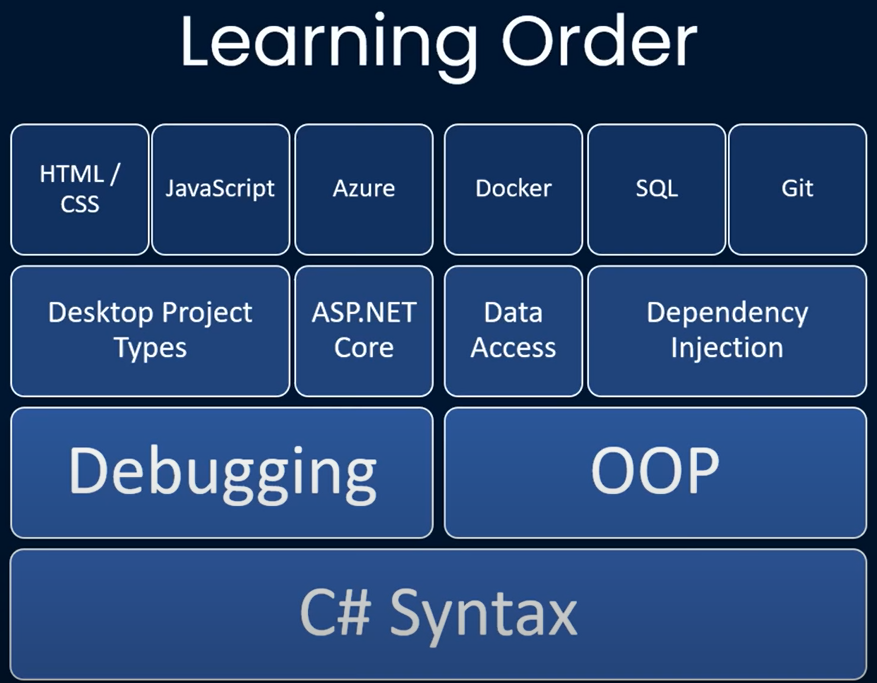 Learning Order
HTML /
CSS
JavaScript
Azure
Docker
SQL
Git
Desktop Project
Types
ASP.NET
Core
Data
Access
Dependency
Injection
Debugging
OOP
C# Syntax